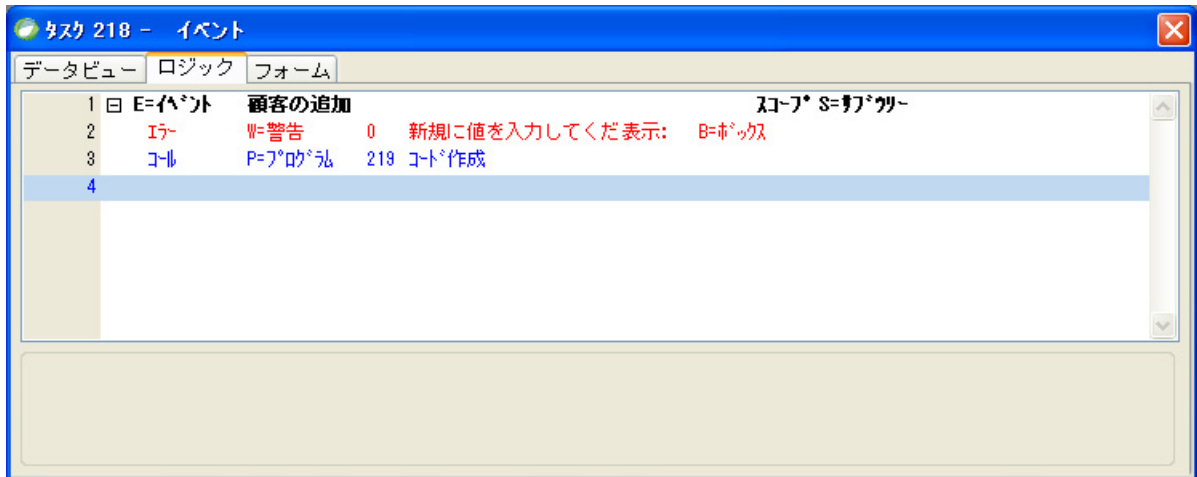 ﾀｽｸ 218 - イベント
データビュー ロジック フォーム
1 E=ｲﾍﾞﾝﾄ 顧客の追加 ｽｺｰﾌﾟ S=ｻﾌﾞﾂﾘｰ
2 ｴﾗｰ W=警告 0 新規に値を入力してくだ表示: B=ﾎﾞｯｸｽ
3 ｺｰﾙ P=ﾌﾟﾛｸﾞﾗﾑ 219 ｺｰﾄﾞ作成
4